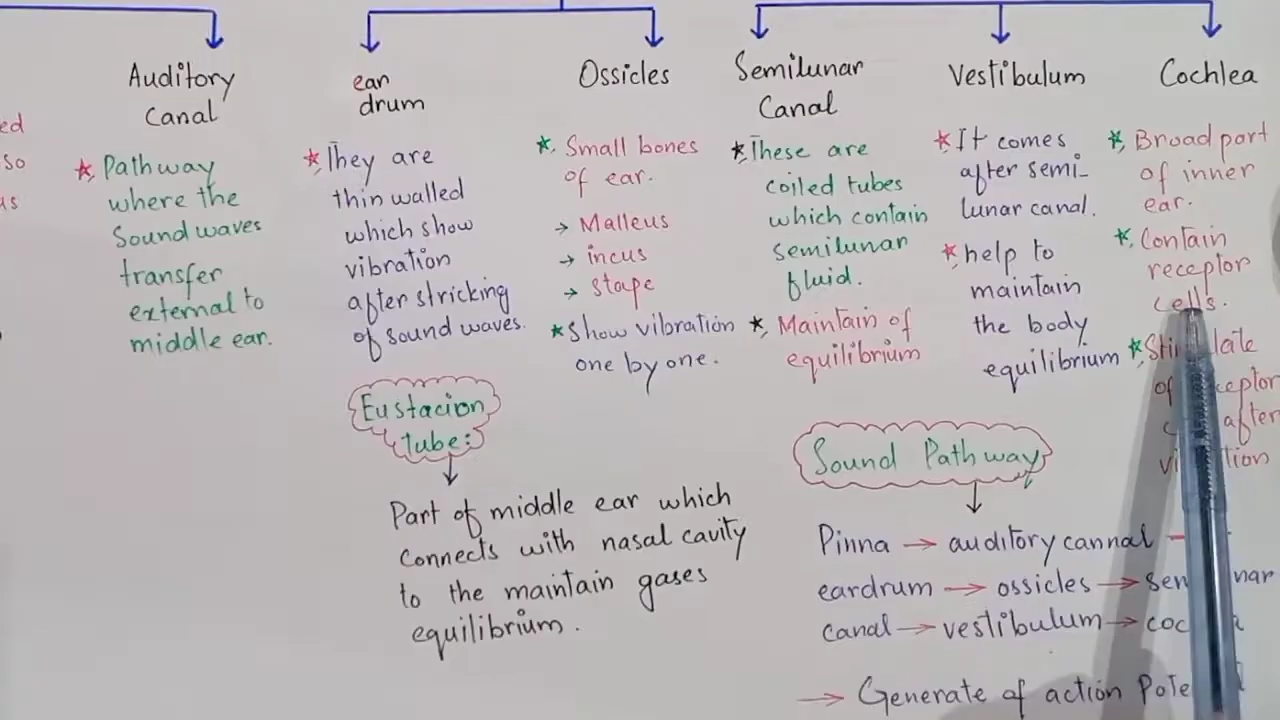 ed
so
us
Auditory
Canal
*, Pathway
where the
Sound waves
transfer
external to
middle ear.
ear
drum
*, They are
thin walled
which show
vibration
after stricking
of sound waves.
Ossicles
*, Small bones
of ear.
→ Malleus
→ incus
→ stape
*, Show vibration
one by one.
Semilunar
Canal
*, These are
coiled tubes
which contain
semilunar
fluid.
*, Maintain of
equilibrium
Vestibulum
*, It comes
after semi_
lunar canal.
*, help to
maintain
the body
equilibrium
Cochlea
*, Broad part
of inner
ear.
*, Contain
receptor
cells.
*,
of
after
Eustacion
tube:
Part of middle ear which
connects with nasal cavity
to the maintain gases
equilibrium.
Sound Pathway
Pinna → auditory cannal →
eardrum → ossicles →
canal → vestibulum →
→ Generate of action